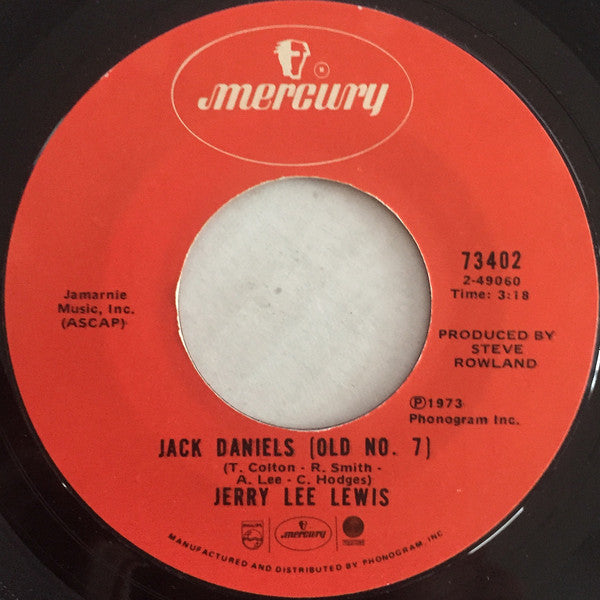 mercury
73402
2-49060
Time: 3:18
Jamarnie
Music, Inc.
(ASCAP)
PRODUCED BY
STEVE
ROWLAND
℗1973
Phonogram Inc.
JACK DANIELS (OLD NO. 7)
(T. Colton - R. Smith -
A. Lee - C. Hodges)
JERRY LEE LEWIS
PHILIPS
mercury
MANUFACTURED AND DISTRIBUTED BY PHONOGRAM, INC